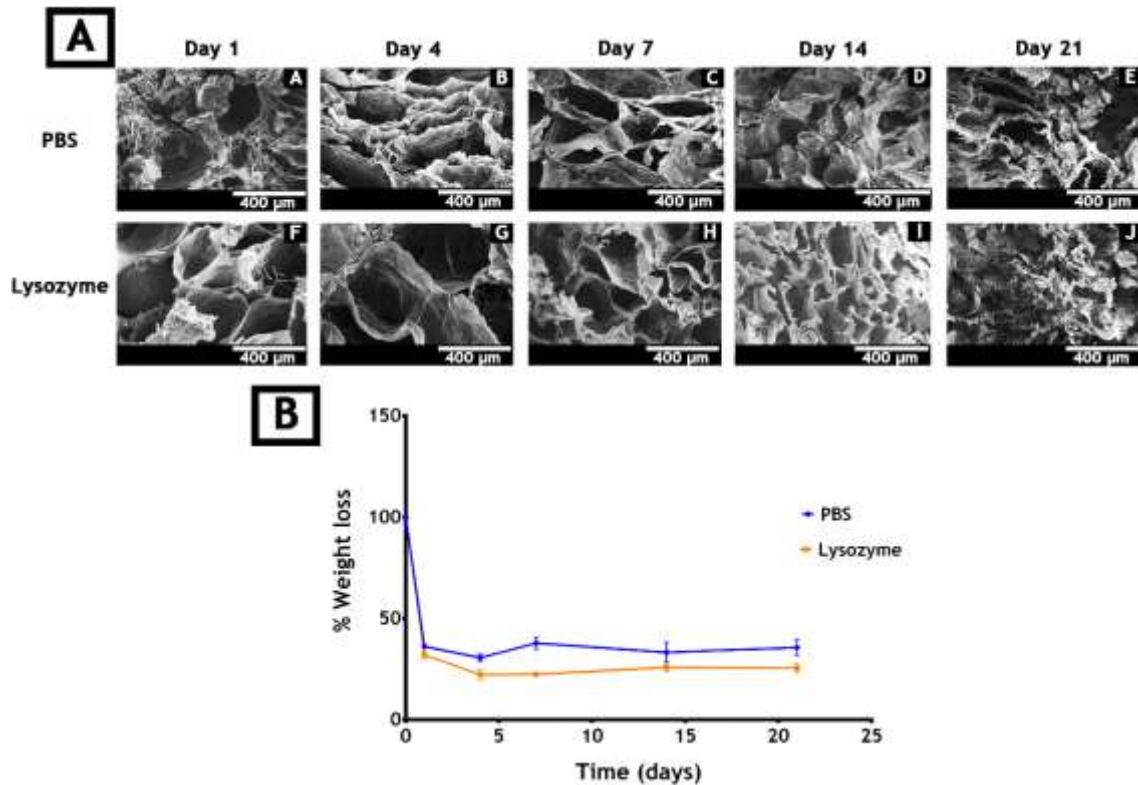 A
Day 1 Day 4 Day 7 Day 14 Day 21
PBS
A B C D E
400 µm 400 µm 400 µm 400 µm 400 µm
Lysozyme
F G H I J
400 µm 400 µm 400 µm 400 µm 400 µm
B
150
100
50
0
% Weight loss
PBS
Lysozyme
0 5 10 15 20 25
Time (days)